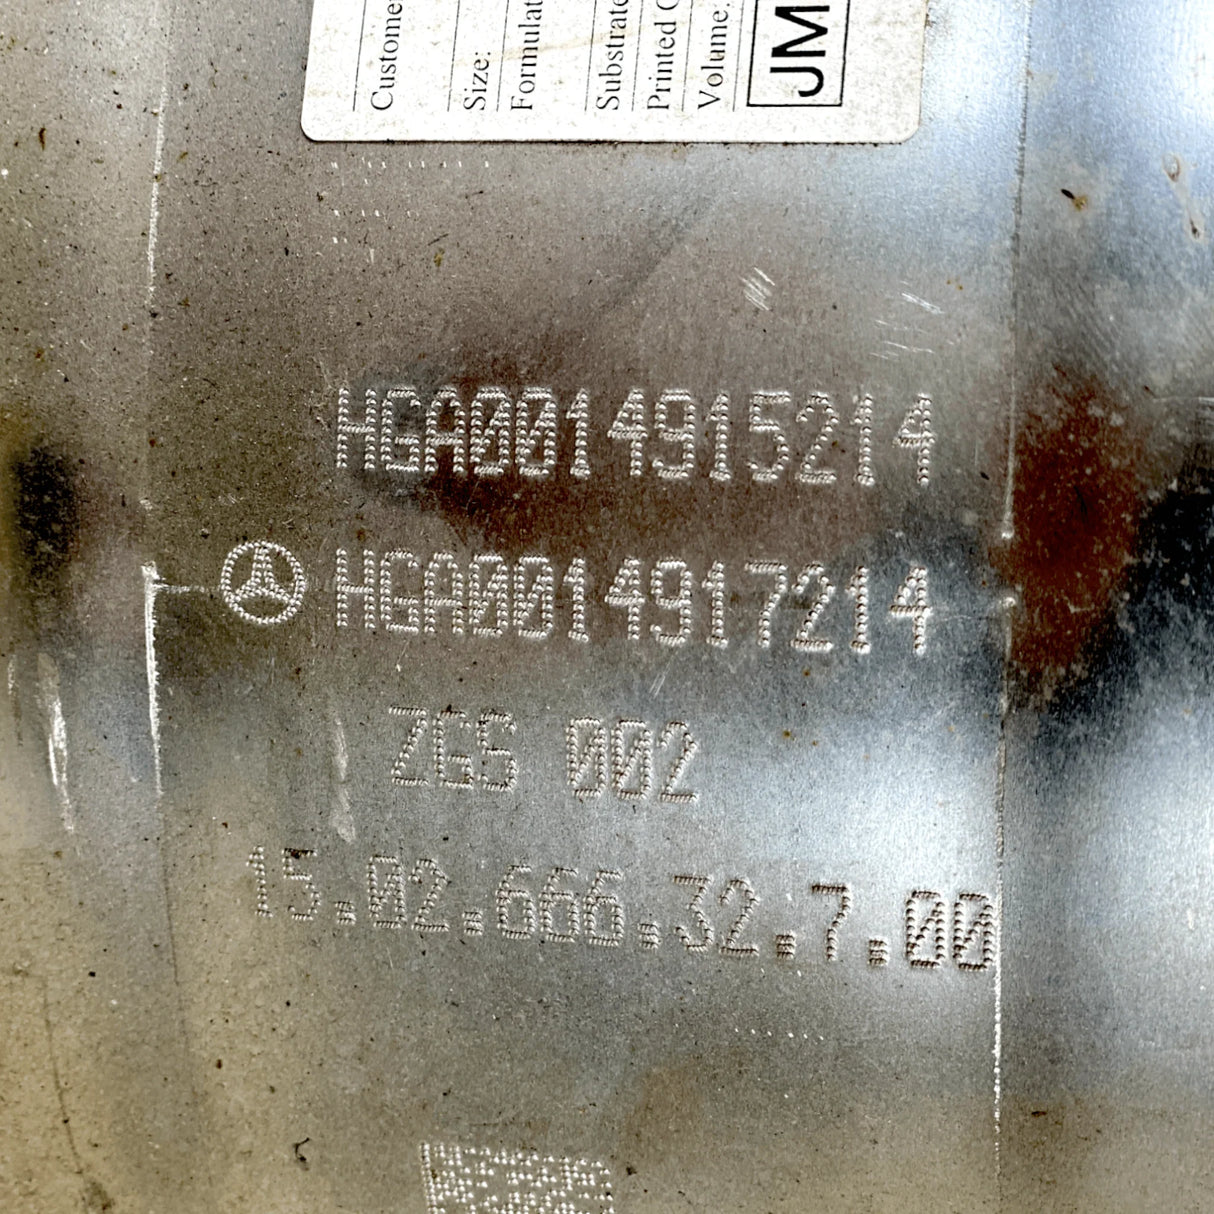 Custome
Size:
Formulat
Substrate
Printed
Volume:
JM
HGA0014915214
HGA0014917214
ZGS 002
15.02.666.32.7.00